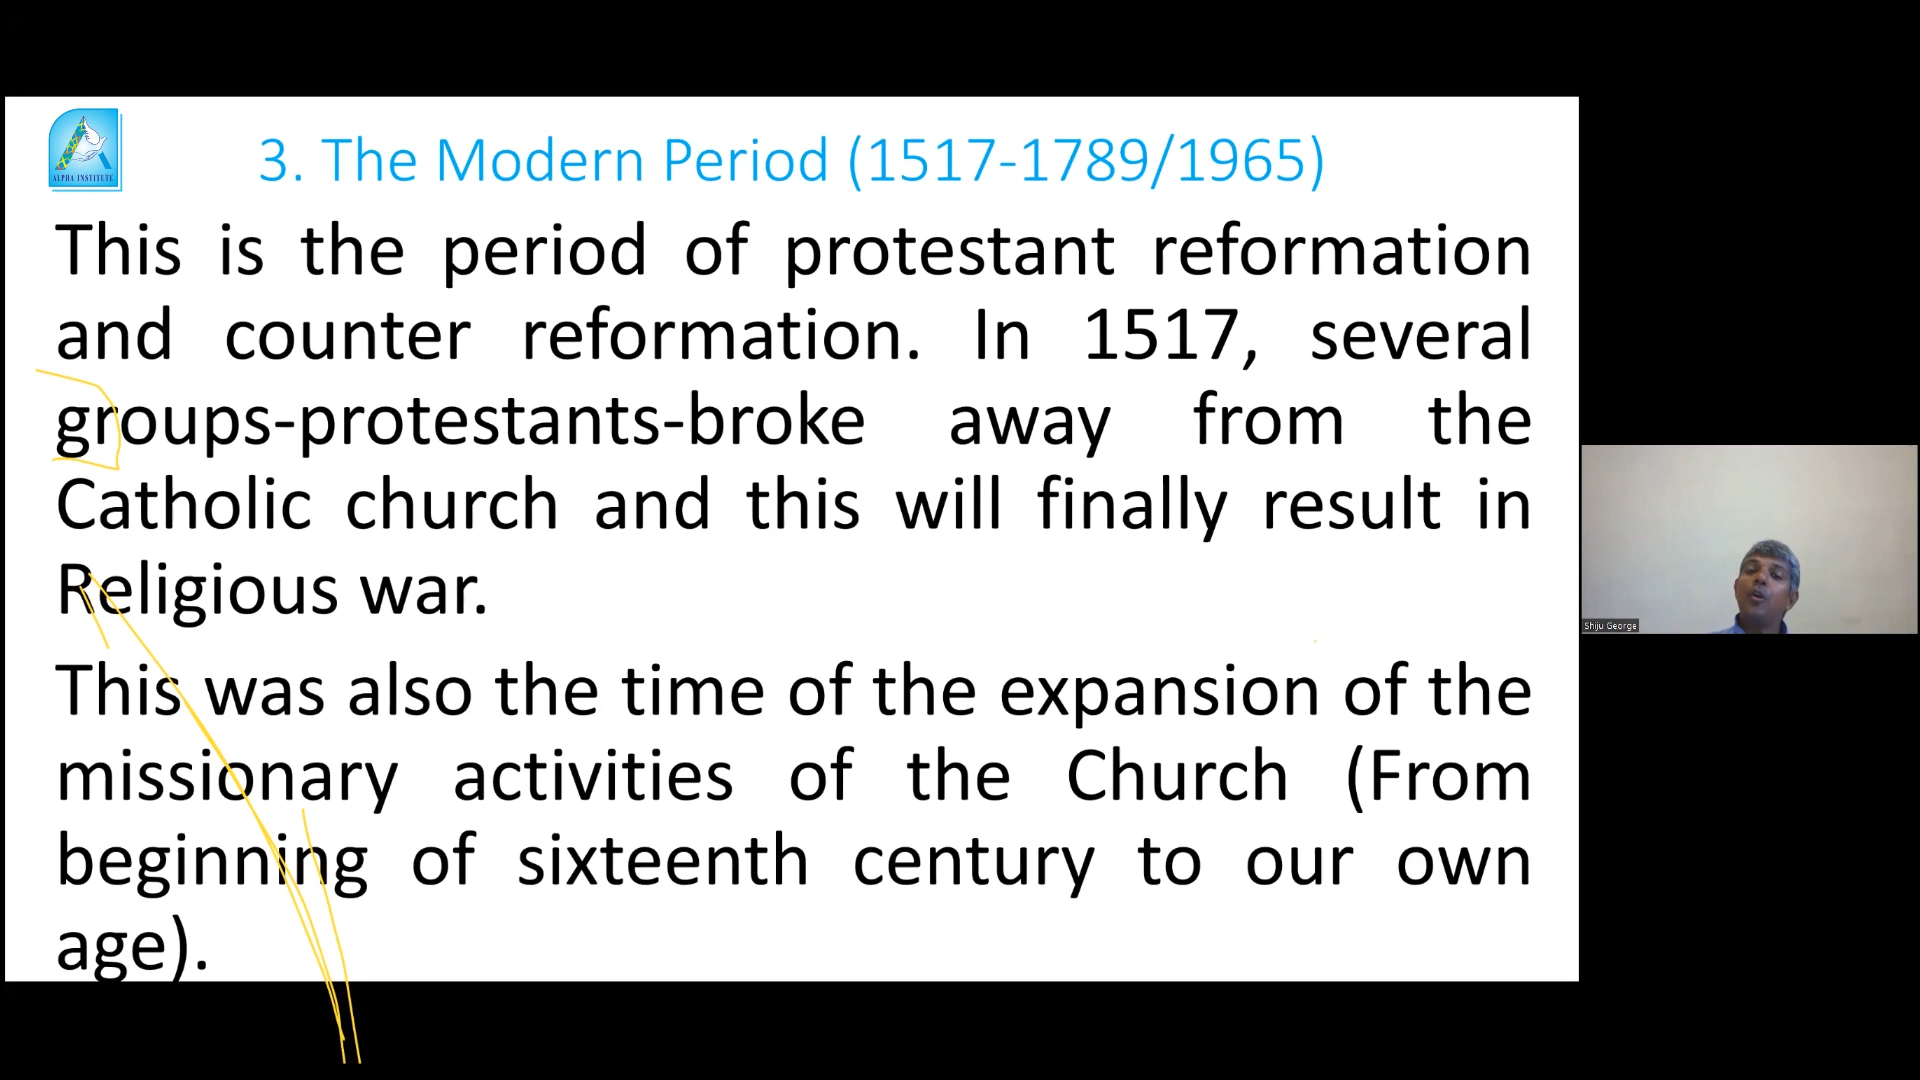 ALPHA INSTITUTE
3. The Modern Period (1517-1789/1965)
This is the period of protestant reformation
and counter reformation. In 1517, several
groups-protestants-broke away from the
Catholic church and this will finally result in
Religious war.
This was also the time of the expansion of the
missionary activities of the Church (From
beginning of sixteenth century to our own
age).
Shiju George